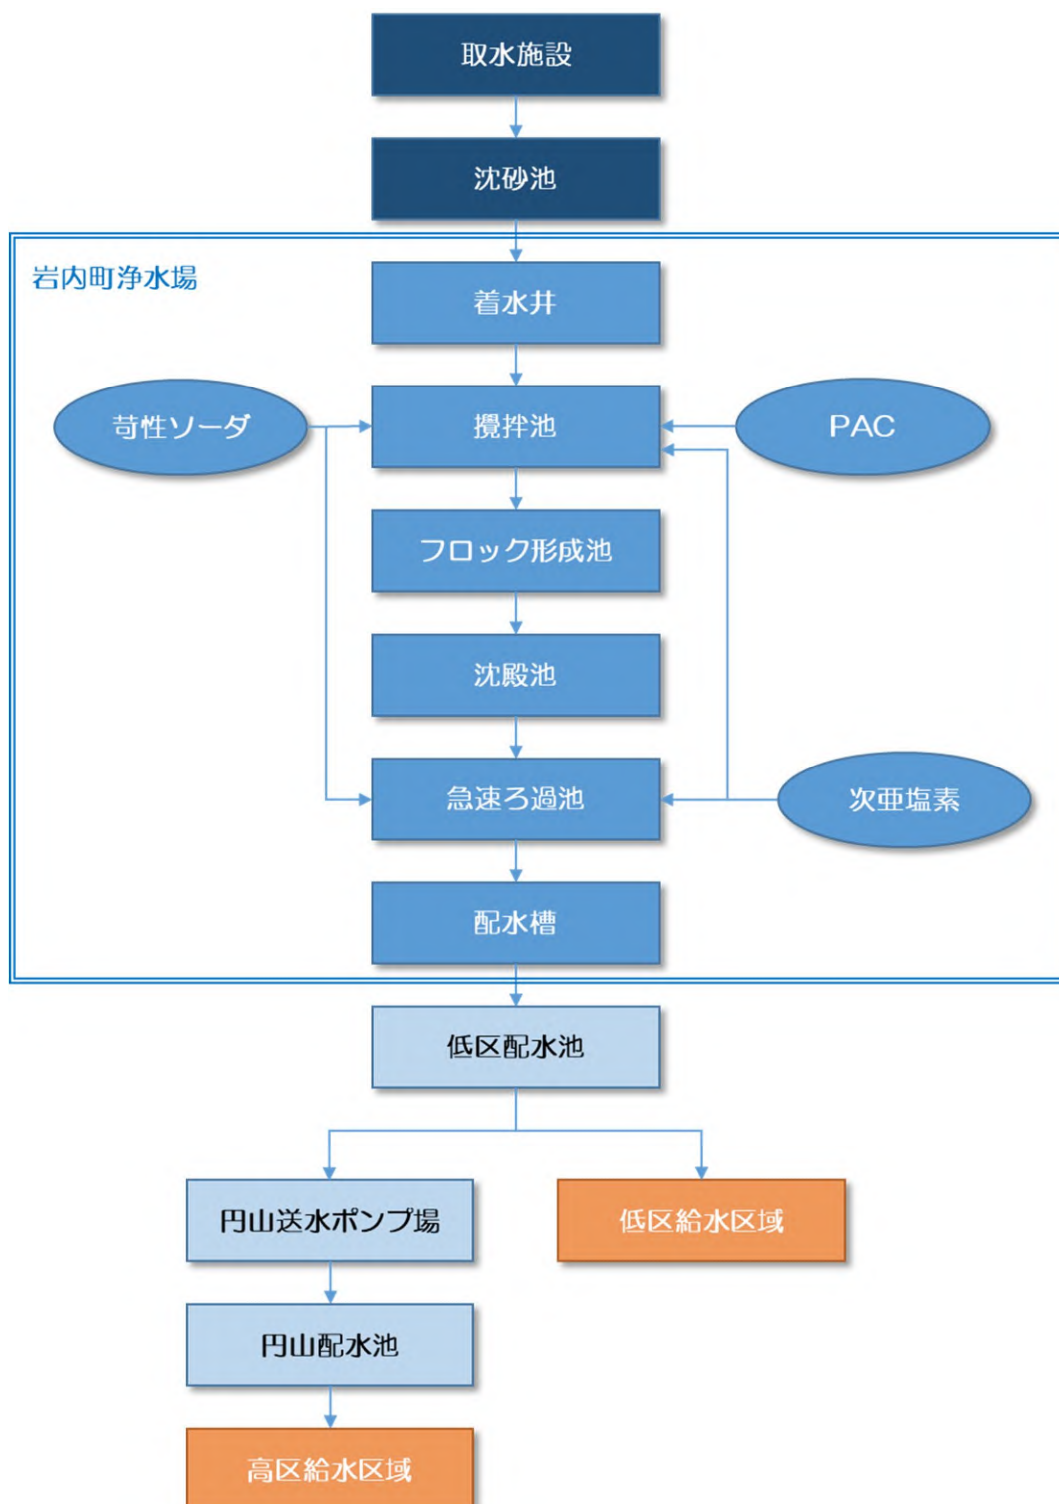 取水施設
沈砂池
岩内町浄水場
着水井
苛性ソーダ
攪拌池
PAC
フロック形成池
沈殿池
急速ろ過池
次亜塩素
配水槽
低区配水池
円山送水ポンプ場
低区給水区域
円山配水池
高区給水区域